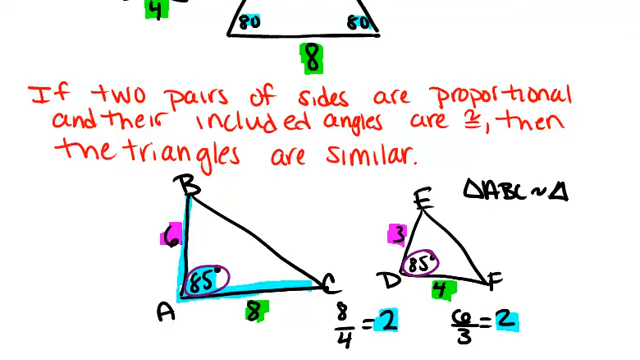 4
80 80
8
If two pairs of sides are proportional
and their included angles are ≅, then
the triangles are similar.
B
E
△ABC ~ △
6
3
85°
85°
D
F
C
4
A
8
8/4 = 2
6/3 = 2